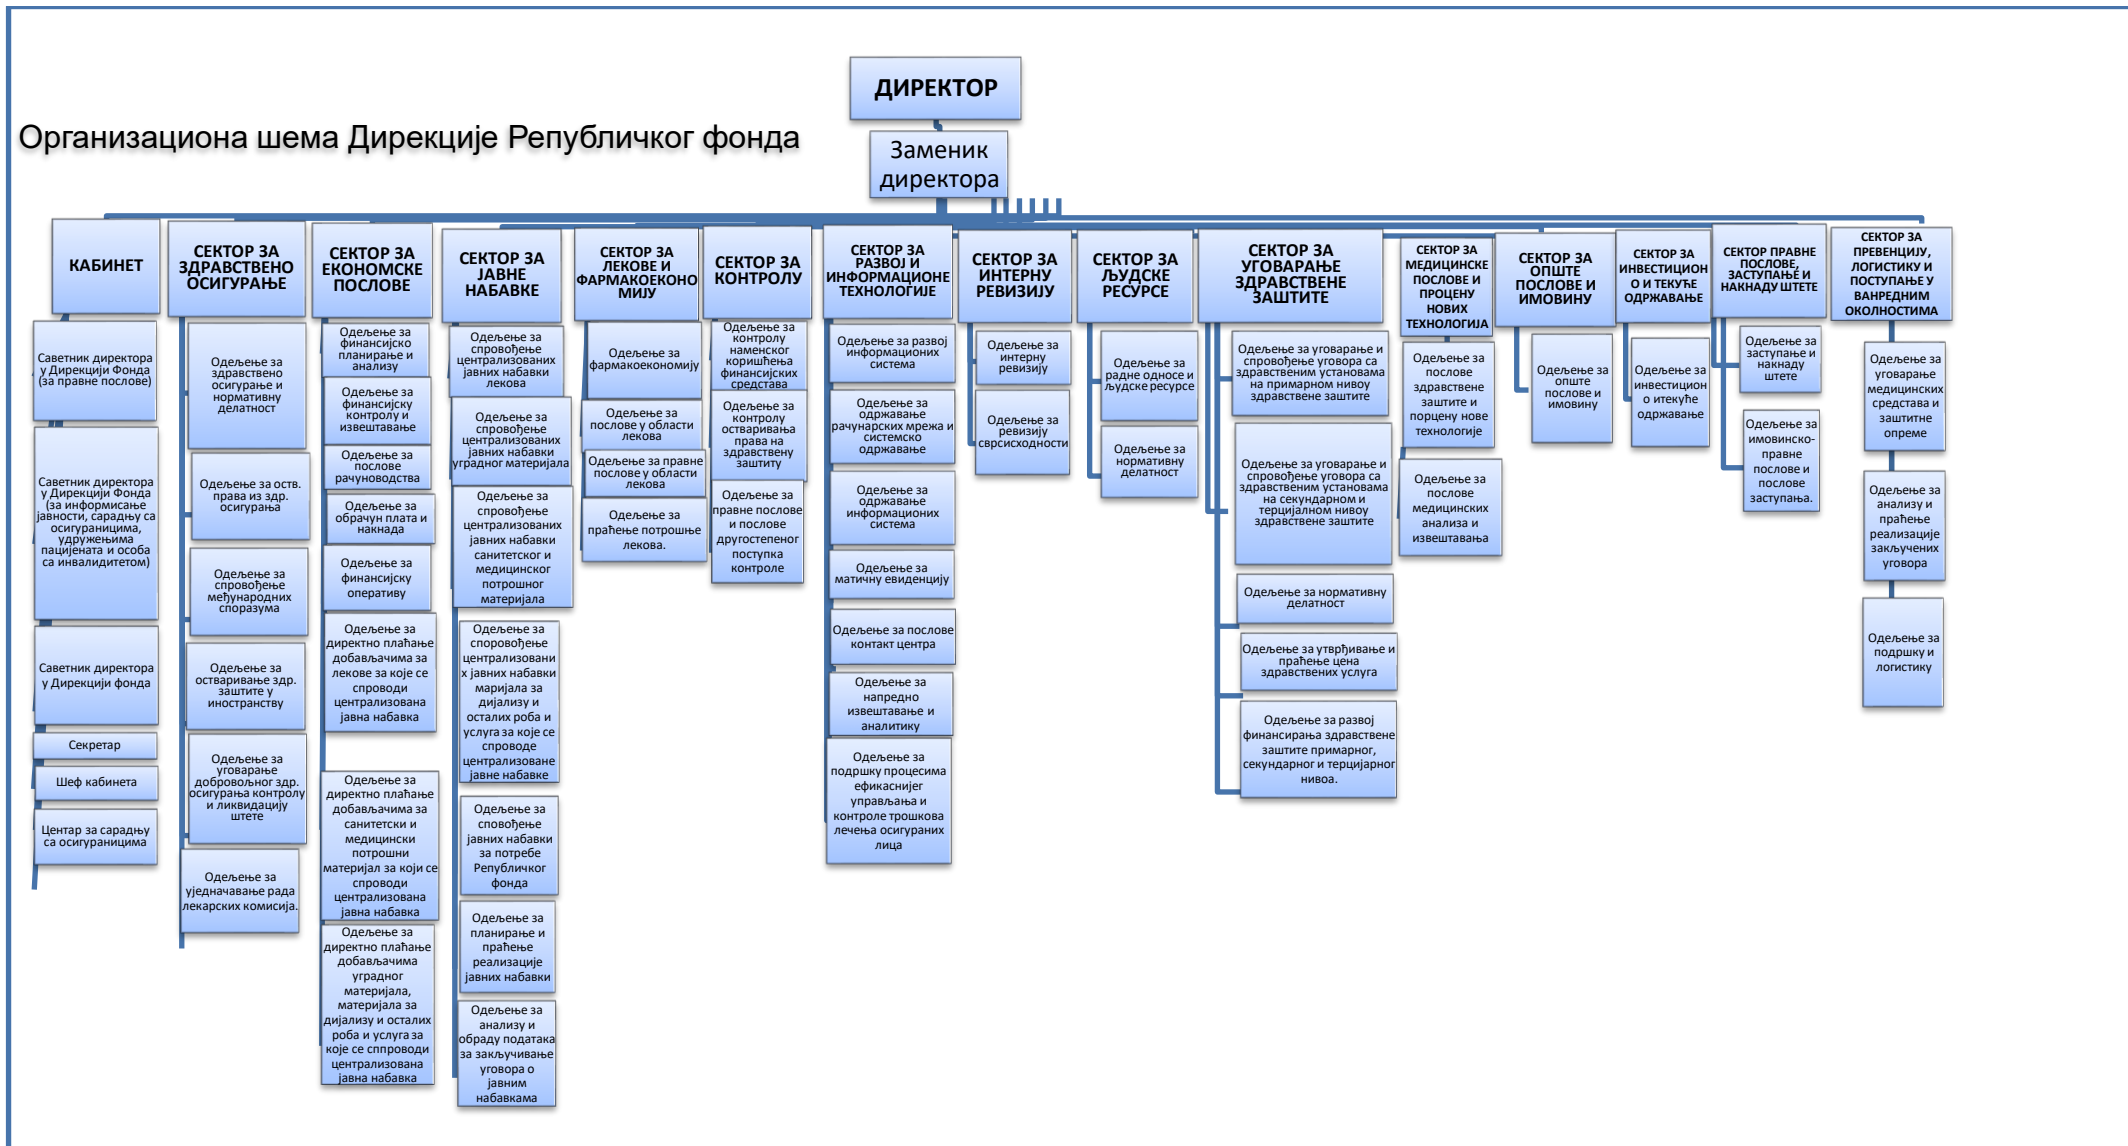 ДИРЕКТОР
Организациона шема Дирекције Републичког фонда
Заменик
директора
КАБИНЕТ
Саветник директора
у Дирекцији Фонда
(за правне послове)
Саветник директора
у Дирекцији Фонда
(за информисање
јавности, сарадњу са
осигураницима,
удружењима
пацијената и особа
са инвалидитетом)
Саветник директора
у Дирекцији фонда
Секретар
Шеф кабинета
Центар за сарадњу
са осигураницима
СЕКТОР ЗА
ЗДРАВСТВЕНО
ОСИГУРАЊЕ
Одељење за
здравствено
осигурање и
нормативну
делатност
Одељење за оств.
права из здр.
осигурања
Одељење за
спровођење
међународних
споразума
Одељење за
остваривање здр.
заштите у
иностранству
Одељење за
уговарање
добровољног здр.
осигурања контролу
и ликвидацију
штете
Одељење за
уједначавање рада
лекарских комисија.
СЕКТОР ЗА
ЕКОНОМСКЕ
ПОСЛОВЕ
Одељење за
финансијско
планирање и
анализу
Одељење за
финансијску
контролу и
извештавање
Одељење за
послове
рачуноводства
Одељење за
обрачун плата и
накнада
Одељење за
финансијску
оперативу
Одељење за
директно плаћање
добављачима за
лекове за које се
спроводи
централизована
јавна набавка
Одељење за
директно плаћање
добављачима за
санитетски и
медицински
потрошни
материјал за који се
спроводи
централизована
јавна набавка
Одељење за
директно плаћање
добављачима
уградног
материјала,
материјала за
дијализу и осталих
роба и услуга за
које се сппроводи
централизована
јавна набавка
СЕКТОР ЗА
ЈАВНЕ
НАБАВКЕ
Одељење за
спровођење
централизованих
јавних набавки
лекова
Одељење за
спровођење
централизованих
јавних набавки
уградног материјала
Одељење за
спровођење
централизованих
јавних набавки
санитетског и
медицинског
потрошног
материјала
Одељење за
споровођење
централизовани
х јавних набавки
маријала за
дијализу и
осталих роба и
услуга за које се
спроводе
централизоване
јавне набавке
Одељење за
сповођење
јавних набавки
за потребе
Републичког
фонда
Одељење за
планирање и
праћење
реализације
јавних набавки
Одељење за
анализу и
обраду података
за закључивање
уговора о
јавним
набавкама
СЕКТОР ЗА
ЛЕКОВЕ И
ФАРМАКОЕКОНО
МИЈУ
Одељење за
фармакоекономију
Одељење за
послове у области
лекова
Одељење за правне
послове у области
лекова
Одељење за
праћење потрошње
лекова.
СЕКТОР ЗА
КОНТРОЛУ
Одељење за
контролу
наменског
коришћења
финансијских
средстава
Одељење за
контролу
остваривања
права на
здравствену
заштиту
Одељење за
правне послове
и послове
другостепеног
поступка
контроле
СЕКТОР ЗА
РАЗВОЈ И
ИНФОРМАЦИОНЕ
ТЕХНОЛОГИЈЕ
Одељење за развој
информационих
система
Одељење за
одржавање
рачунарских мрежа и
системско
одржавање
Одељење за
одржавање
информационих
система
Одељење за
матичну евиденцију
Одељење за послове
контакт центра
Одељење за
напредно
извештавање и
аналитику
Одељење за
подршку процесима
ефикаснијег
управљања и
контроле трошкова
лечења осигураних
лица
СЕКТОР ЗА
ИНТЕРНУ
РЕВИЗИЈУ
Одељење за
интерну
ревизију
Одељење за
ревизију
сврсисходности
СЕКТОР ЗА
ЉУДСКЕ
РЕСУРСЕ
Одељење за
радне односе и
људске ресурсе
Одељење за
нормативну
делатност
СЕКТОР ЗА
УГОВАРАЊЕ
ЗДРАВСТВЕНЕ
ЗАШТИТЕ
Одељење за уговарање и
спровођење уговора са
здравственим установама
на примарном нивоу
здравствене заштите
Одељење за уговарање и
спровођење уговора са
здравственим установама
на секундарном и
терцијалном нивоу
здравствене заштите
Одељење за нормативну
делатност
Одељење за утврђивање и
праћење цена
здравствених услуга
Одељење за развој
финансирања здравствене
заштите примарног,
секундарног и терцијарног
нивоа.
СЕКТОР ЗА
МЕДИЦИНСКЕ
ПОСЛОВЕ И
ПРОЦЕНУ
НОВИХ
ТЕХНОЛОГИЈА
Одељење за
послове
здравствене
заштите и
порцену нове
технологије
Одељење за
послове
медицинских
анализа и
извештавања
СЕКТОР ЗА
ОПШТЕ
ПОСЛОВЕ И
ИМОВИНУ
Одељење за
опште
послове и
имовину
СЕКТОР ЗА
ИНВЕСТИЦИОН
О И ТЕКУЋЕ
ОДРЖАВАЊЕ
Одељење за
инвестицион
о итекуће
одржавање
СЕКТОР ПРАВНЕ
ПОСЛОВЕ,
ЗАСТУПАЊЕ И
НАКНАДУ ШТЕТЕ
Одељење за
заступање и
накнаду
штете
Одељење за
имовинско-
правне
послове и
послове
заступања.
СЕКТОР ЗА
ПРЕВЕНЦИЈУ,
ЛОГИСТИКУ И
ПОСТУПАЊЕ У
ВАНРЕДНИМ
ОКОЛНОСТИМА
Одељење за
уговарање
медицинских
средстава и
заштитне
опреме
Одељење за
анализу и
праћење
реализације
закључених
уговора
Одељење за
подршку и
логистику